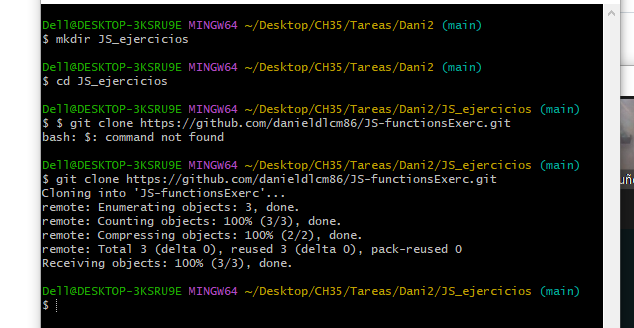 Dell@DESKTOP-3KSRU9E MINGW64 ~/Desktop/CH35/Tareas/Dani2 (main)
$ mkdir JS_ejercicios
Dell@DESKTOP-3KSRU9E MINGW64 ~/Desktop/CH35/Tareas/Dani2 (main)
$ cd JS_ejercicios
Dell@DESKTOP-3KSRU9E MINGW64 ~/Desktop/CH35/Tareas/Dani2/JS_ejercicios (main)
$ $ git clone https://github.com/danieldlcm86/JS-functionsExerc.git
bash: $: command not found
Dell@DESKTOP-3KSRU9E MINGW64 ~/Desktop/CH35/Tareas/Dani2/JS_ejercicios (main)
$ git clone https://github.com/danieldlcm86/JS-functionsExerc.git
Cloning into 'JS-functionsExerc'...
remote: Enumerating objects: 3, done.
remote: Counting objects: 100% (3/3), done.
remote: Compressing objects: 100% (2/2), done.
remote: Total 3 (delta 0), reused 3 (delta 0), pack-reused 0
Receiving objects: 100% (3/3), done.
Dell@DESKTOP-3KSRU9E MINGW64 ~/Desktop/CH35/Tareas/Dani2/JS_ejercicios (main)
$